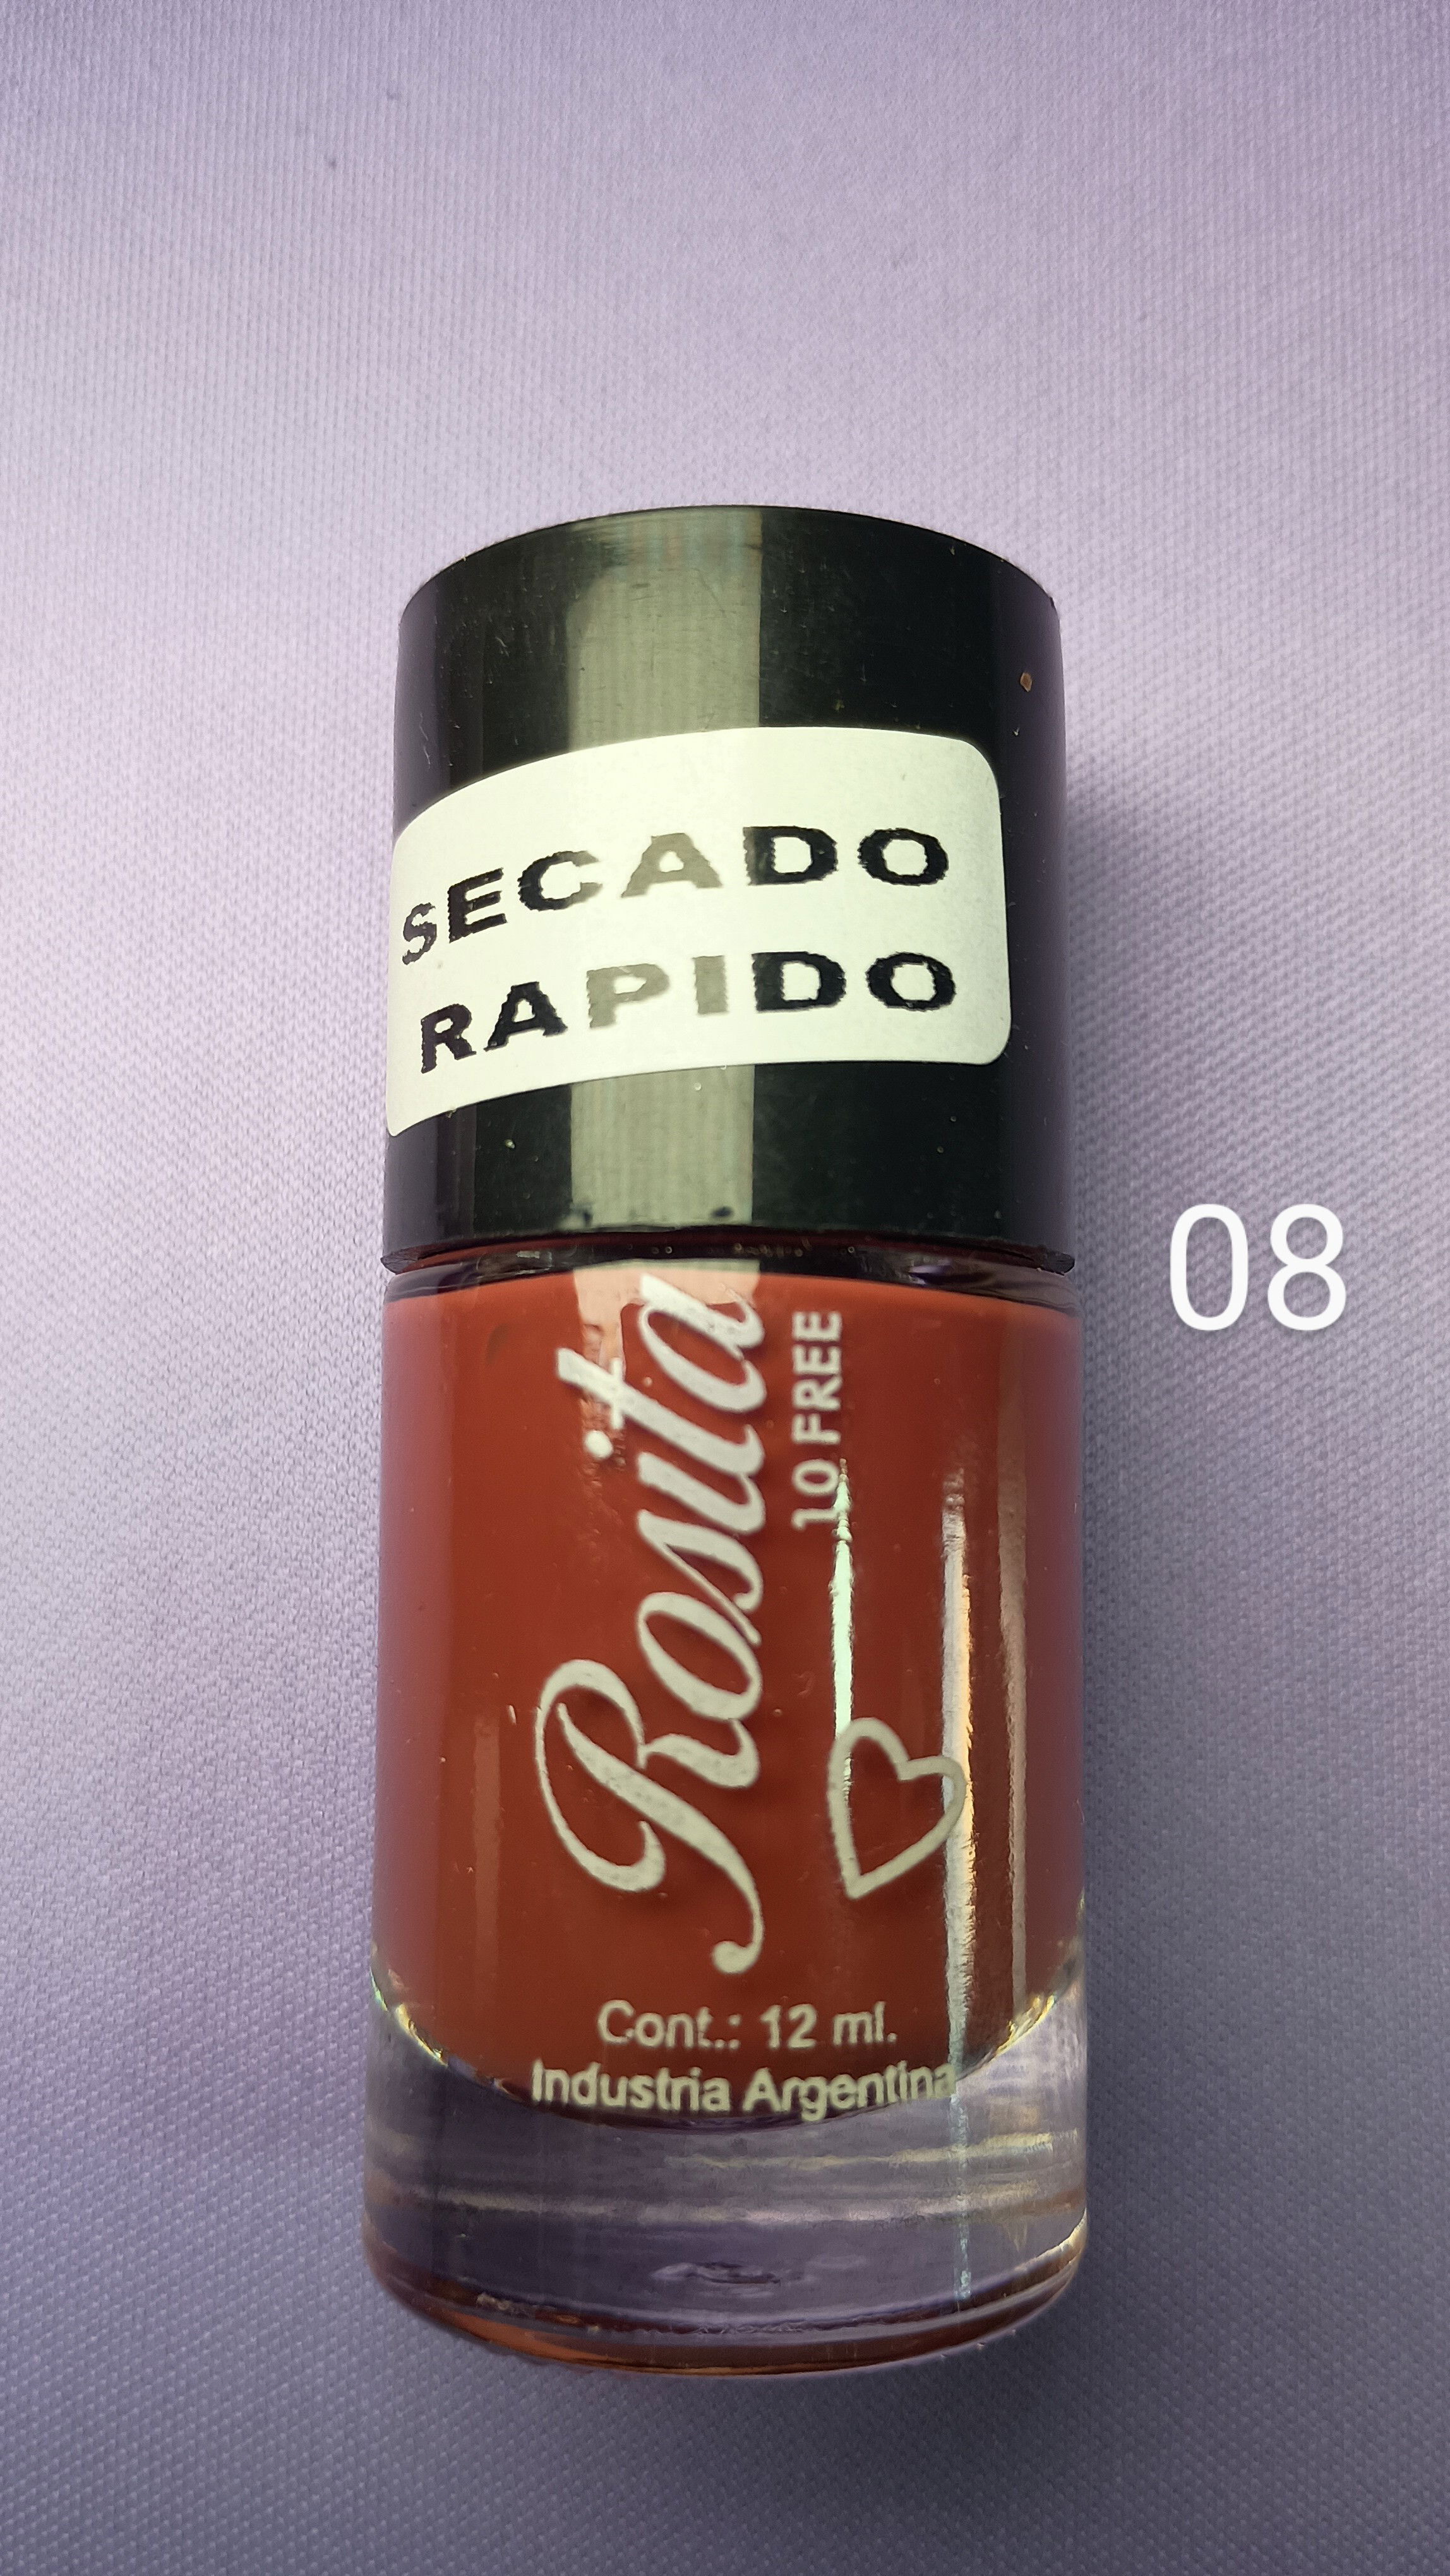 SECADO
RAPIDO
08
Rosita
10 FREE
Cont.: 12 ml.
Industria Argentina